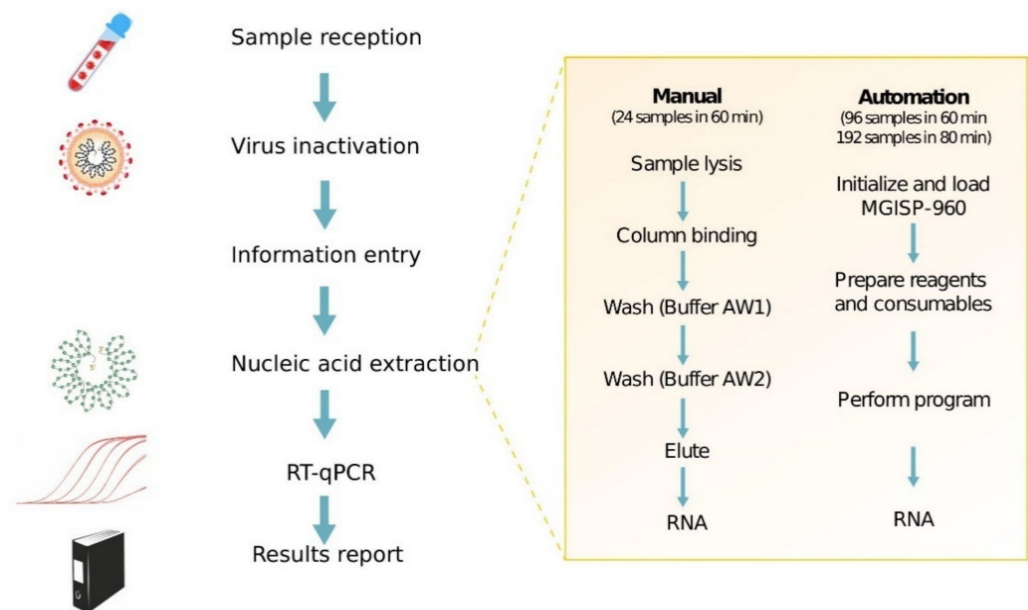 Sample reception
Virus inactivation
Information entry
Nucleic acid extraction
RT-qPCR
Results report
Manual
(24 samples in 60 min)
Sample lysis
Column binding
Wash (Buffer AW1)
Wash (Buffer AW2)
Elute
RNA
Automation
(96 samples in 60 min
192 samples in 80 min)
Initialize and load
MGISP-960
Prepare reagents
and consumables
Perform program
RNA